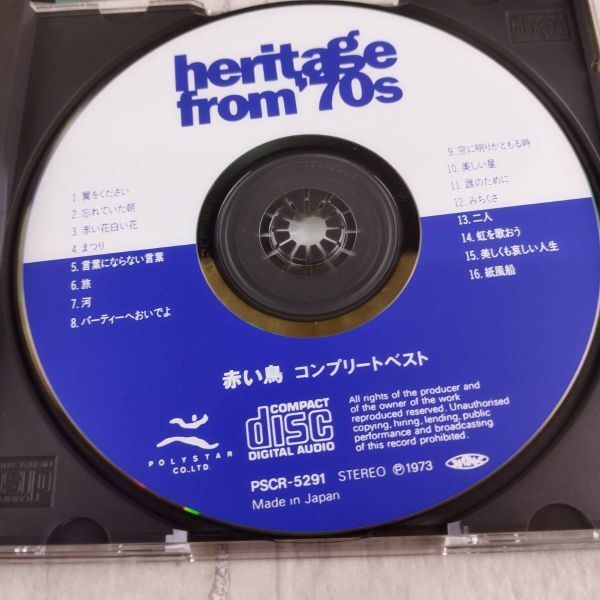 heritage
from '70s
1. 翼をください
2. 忘れていた朝
3. 赤い花白い花
4. まつり
5. 言葉にならない言葉
6. 旅
7. 河
8. パーティーへおいでよ
9. 空に明りがともる時
10. 美しい星
11. 誰のために
12. みちくさ
13. 二人
14. 虹を歌おう
15. 美しくも哀しい人生
16. 紙風船
赤い鳥 コンプリートベスト
POLYSTAR
CO.,LTD.
COMPACT
disc
DIGITAL AUDIO
All rights of the producer and
of the owner of the work
reproduced reserved. Unauthorised
copying, hiring, lending, public
performance and broadcasting
of this record prohibited.
PSCR-5291 STEREO Ⓟ1973
Made in Japan